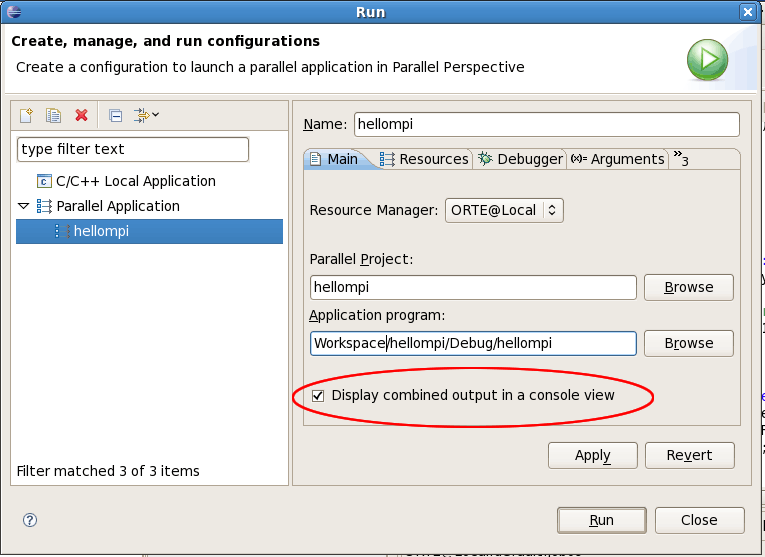 Run
Create, manage, and run configurations
Create a configuration to launch a parallel application in Parallel Perspective
type filter text
C/C++ Local Application
Parallel Application
hellompi
Filter matched 3 of 3 items
Name: hellompi
Main Resources Debugger (x)= Arguments »3
Resource Manager: ORTE@Local
Parallel Project:
hellompi Browse
Application program:
Workspace/hellompi/Debug/hellompi Browse
Display combined output in a console view
Apply Revert
Run Close